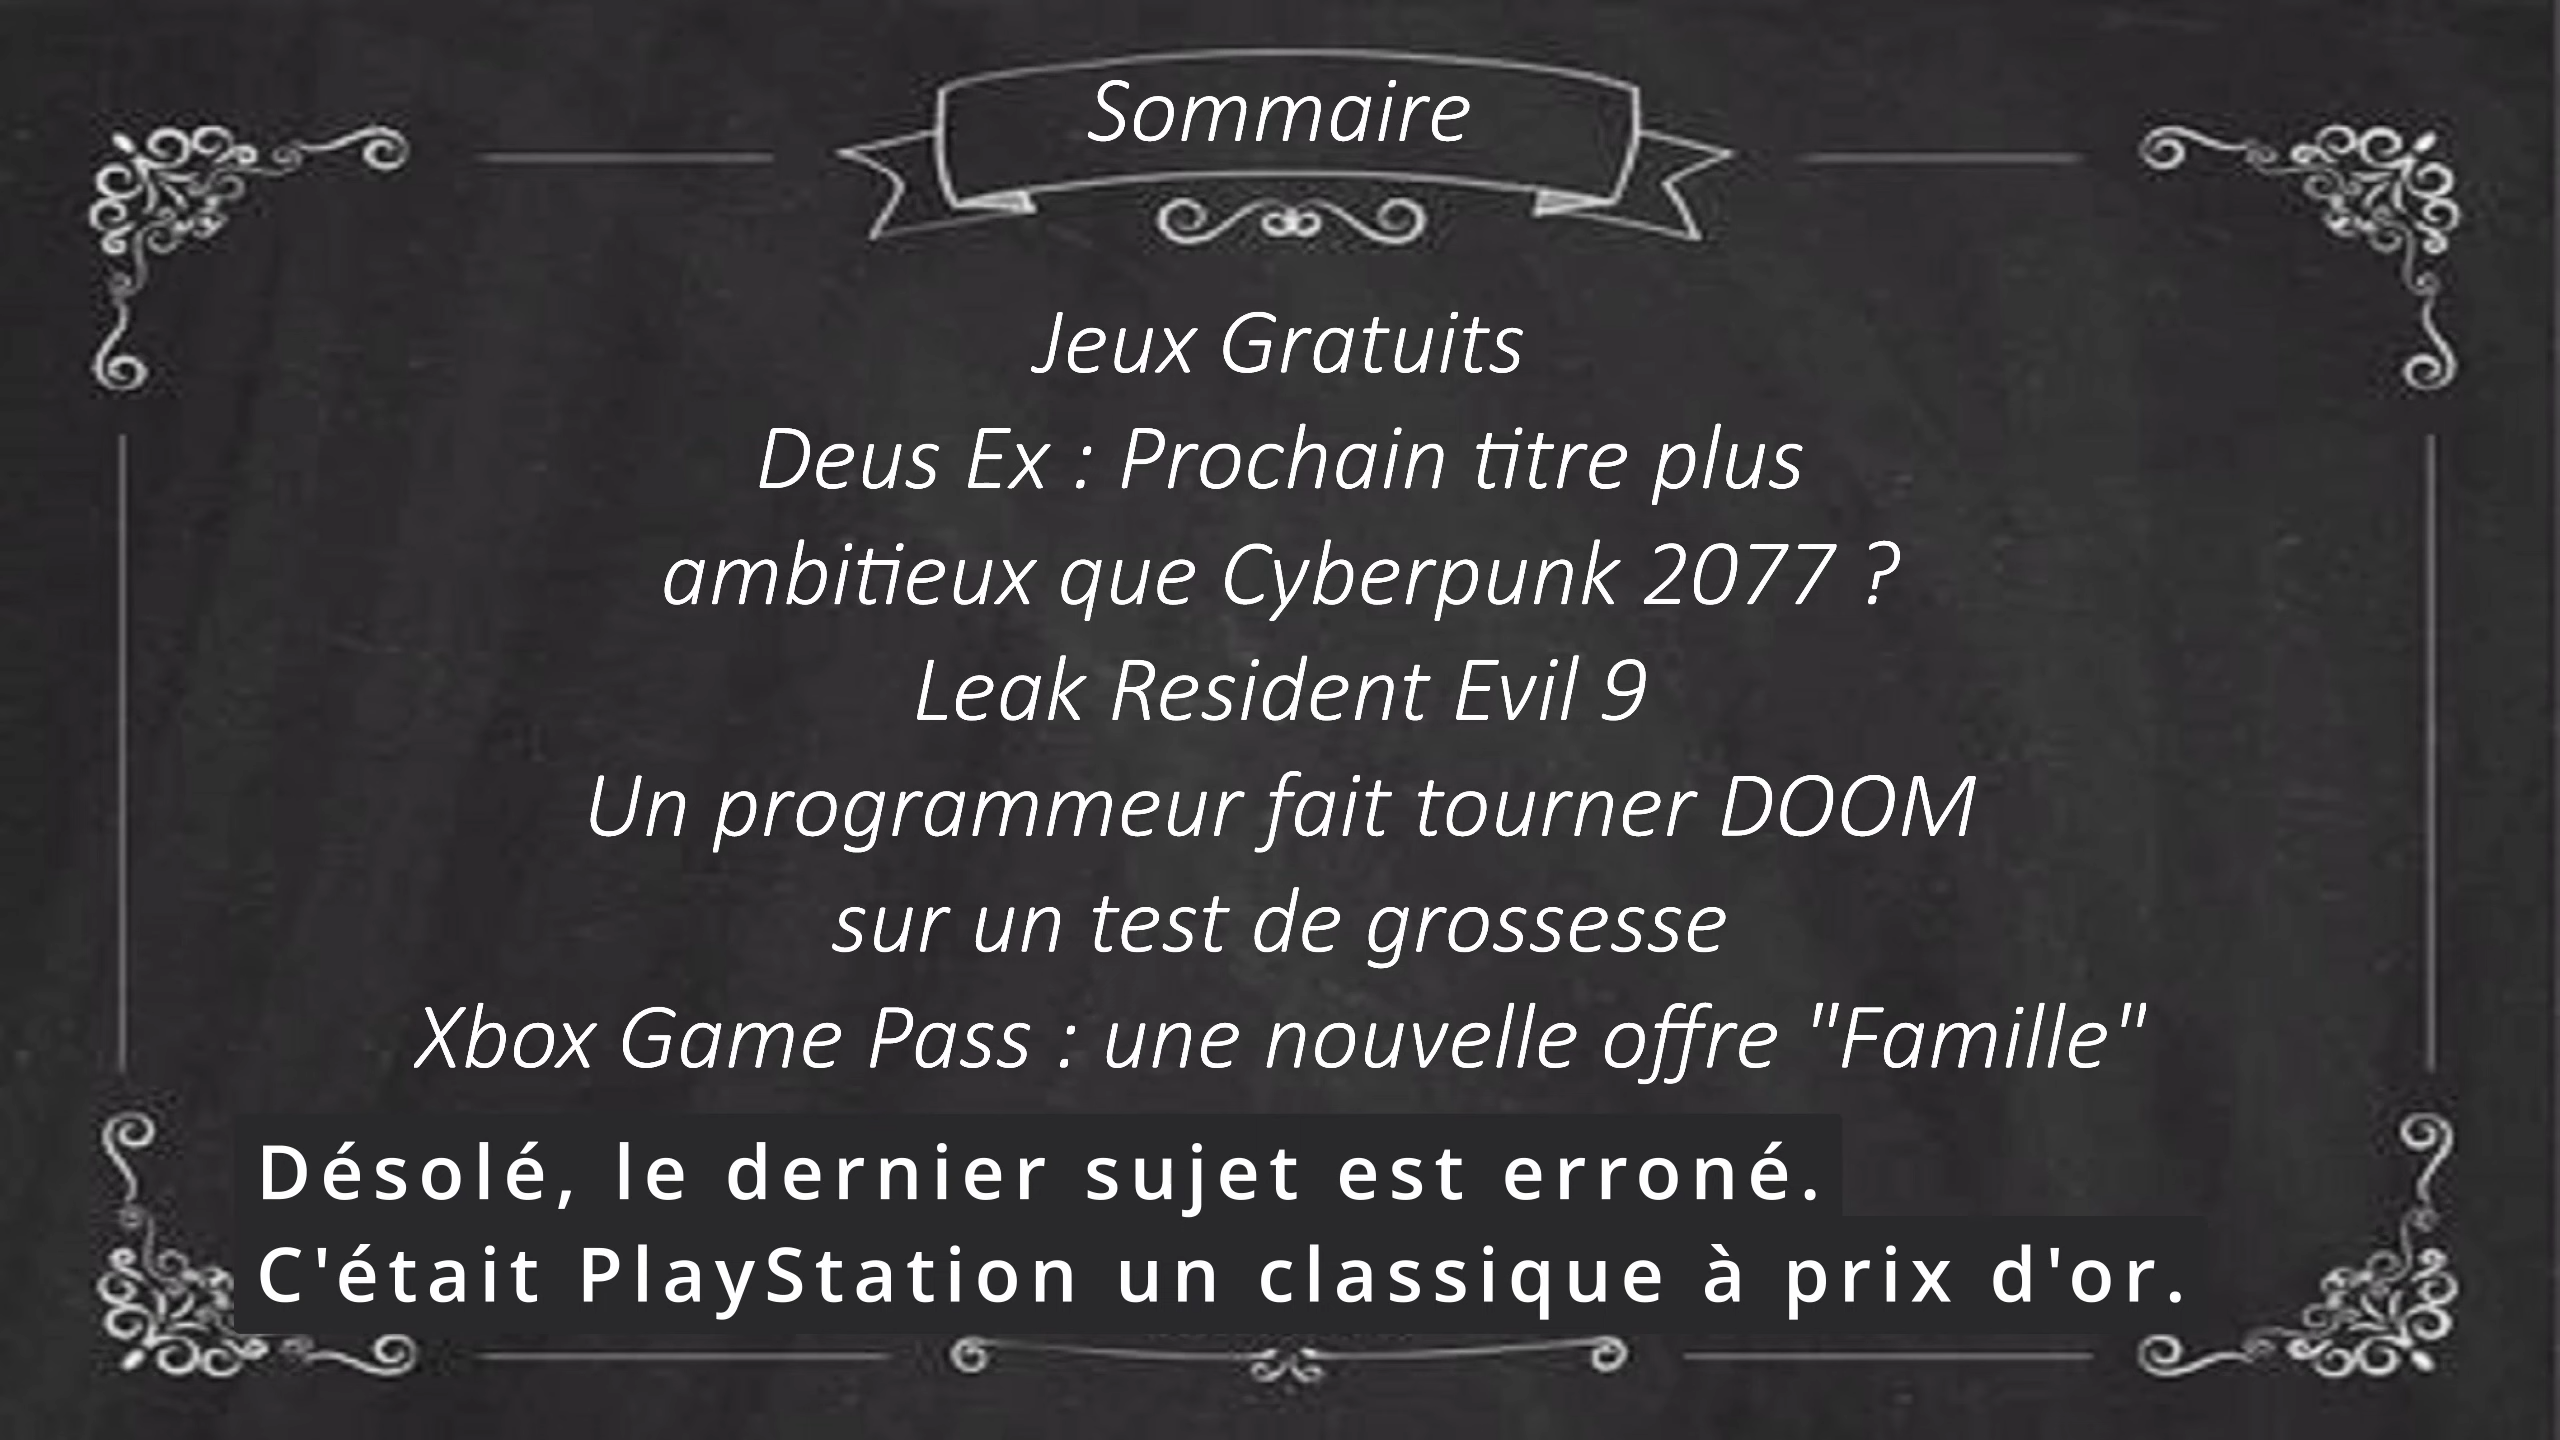 Sommaire
Jeux Gratuits
Deus Ex : Prochain titre plus
ambitieux que Cyberpunk 2077 ?
Leak Resident Evil 9
Un programmeur fait tourner DOOM
sur un test de grossesse
Xbox Game Pass : une nouvelle offre "Famille"
Désolé, le dernier sujet est erroné.
C'était PlayStation un classique à prix d'or.